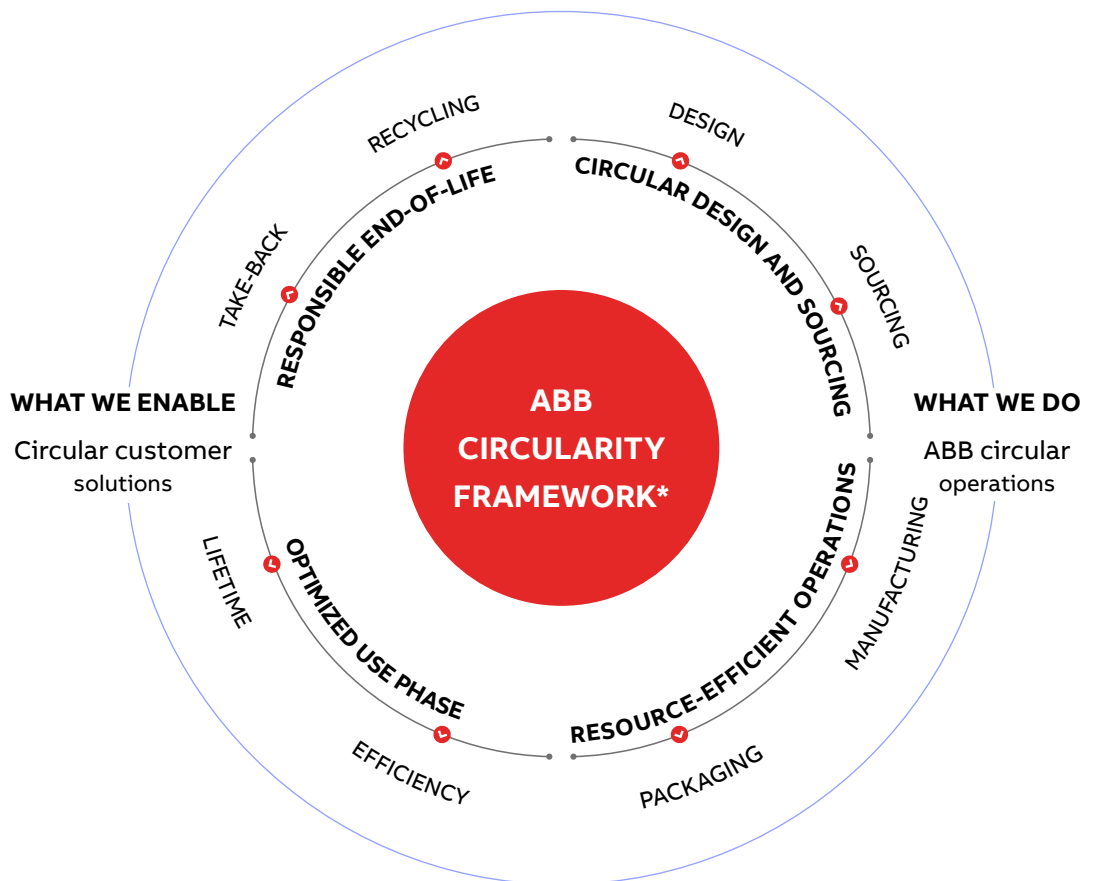 RECYCLING
DESIGN
RESPONSIBLE END-OF-LIFE
CIRCULAR DESIGN AND SOURCING
TAKE-BACK
SOURCING
WHAT WE ENABLE
Circular customer
solutions
ABB
CIRCULARITY
FRAMEWORK*
WHAT WE DO
ABB circular
operations
LIFETIME
OPTIMIZED USE PHASE
RESOURCE-EFFICIENT OPERATIONS
MANUFACTURING
EFFICIENCY
PACKAGING